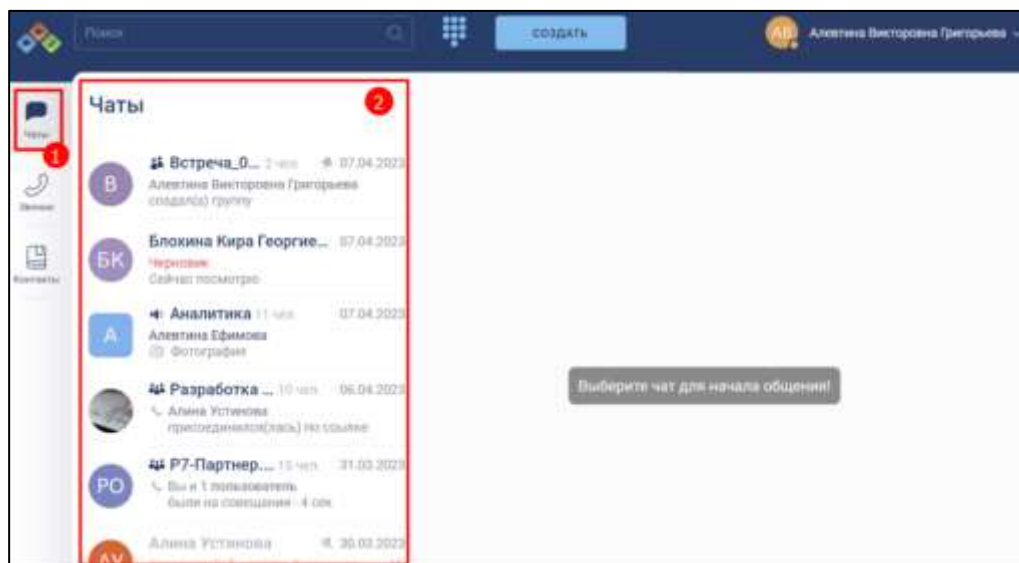 Поиск
СОЗДАТЬ
АВ
Алевтина Викторовна Григорьева
Чаты
1
Звонки
Контакты
Чаты
2
В
Встреча_0... 2 чел. 07.04.2023
Алевтина Викторовна Григорьева
создал(а) группу
БК
Блохина Кира Георгие... 07.04.2023
Черновик
Сейчас посмотрю
А
Аналитика 11 чел. 07.04.2023
Алевтина Ефимова
Фотография
Разработка ... 10 чел. 06.04.2023
Алина Устинова
присоединился(лась) по ссылке
РО
Р7-Партнер.... 15 чел. 31.03.2023
Вы и 1 пользователь
были на совещании - 4 сек
АУ
Алина Устинова 30.03.2023
Выберите чат для начала общения!